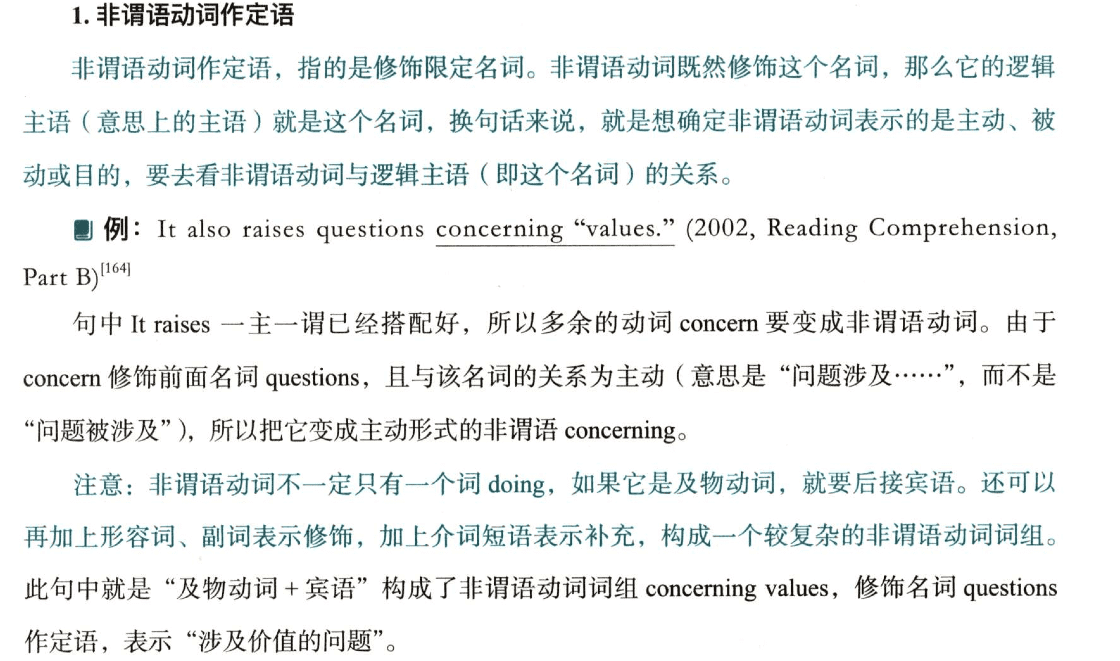 1. 非谓语动词作定语
非谓语动词作定语，指的是修饰限定名词。非谓语动词既然修饰这个名词，那么它的逻辑
主语（意思上的主语）就是这个名词，换句话来说，就是想确定非谓语动词表示的是主动、被
动或目的，要去看非谓语动词与逻辑主语（即这个名词）的关系。
例：It also raises questions concerning “values.” (2002, Reading Comprehension,
Part B)[164]
句中 It raises 一主一谓已经搭配好，所以多余的动词 concern 要变成非谓语动词。由于
concern 修饰前面名词 questions，且与该名词的关系为主动（意思是“问题涉及……”，而不是
“问题被涉及”），所以把它变成主动形式的非谓语 concerning。
注意：非谓语动词不一定只有一个词 doing，如果它是及物动词，就要后接宾语。还可以
再加上形容词、副词表示修饰，加上介词短语表示补充，构成一个较复杂的非谓语动词词组。
此句中就是“及物动词 + 宾语”构成了非谓语动词词组 concerning values，修饰名词 questions
作定语，表示“涉及价值的问题”。